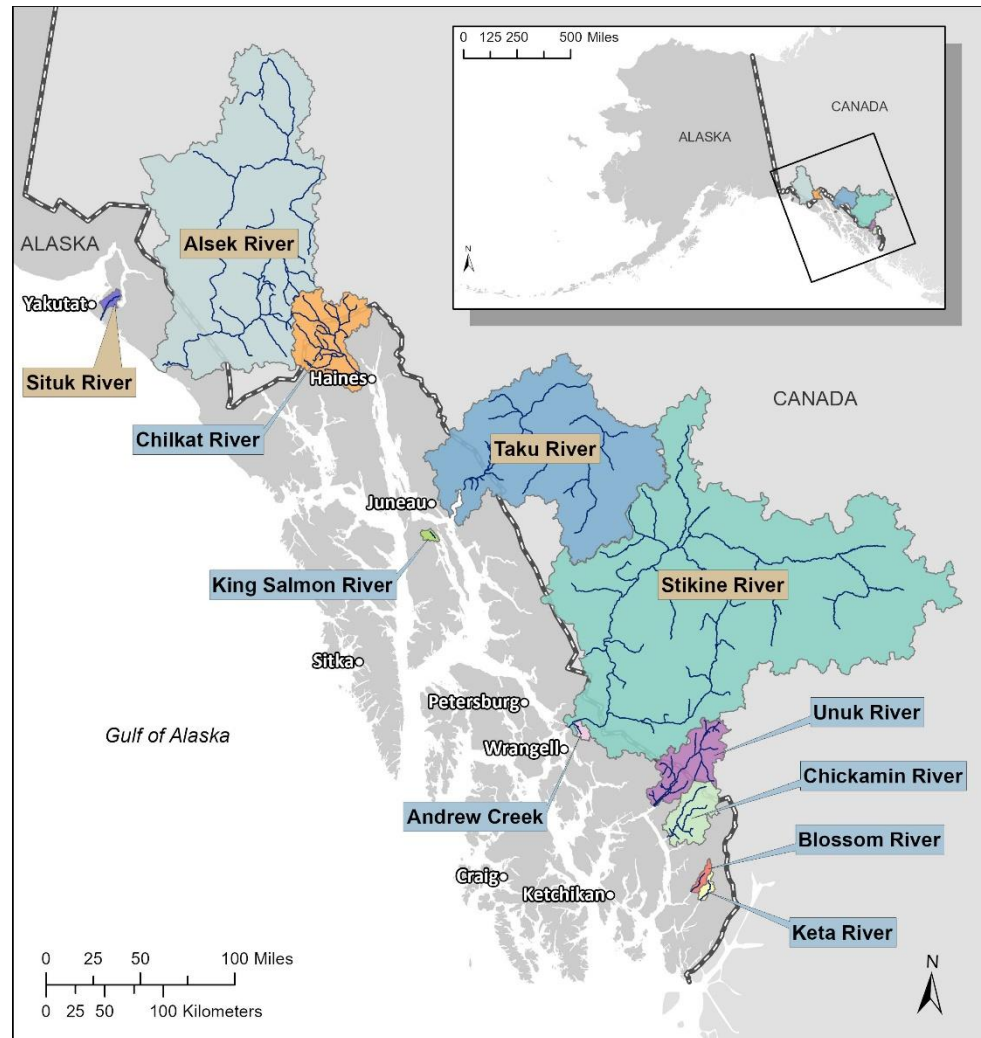 0 125 250 500 Miles
CANADA
ALASKA
N
ALASKA
Alsek River
Yakutat
Situk River
Haines
Chilkat River
CANADA
Taku River
Juneau
King Salmon River
Stikine River
Sitka
Petersburg
Unuk River
Gulf of Alaska
Wrangell
Chickamin River
Andrew Creek
Blossom River
Craig
Ketchikan
Keta River
0 25 50 100 Miles
0 25 50 100 Kilometers
N